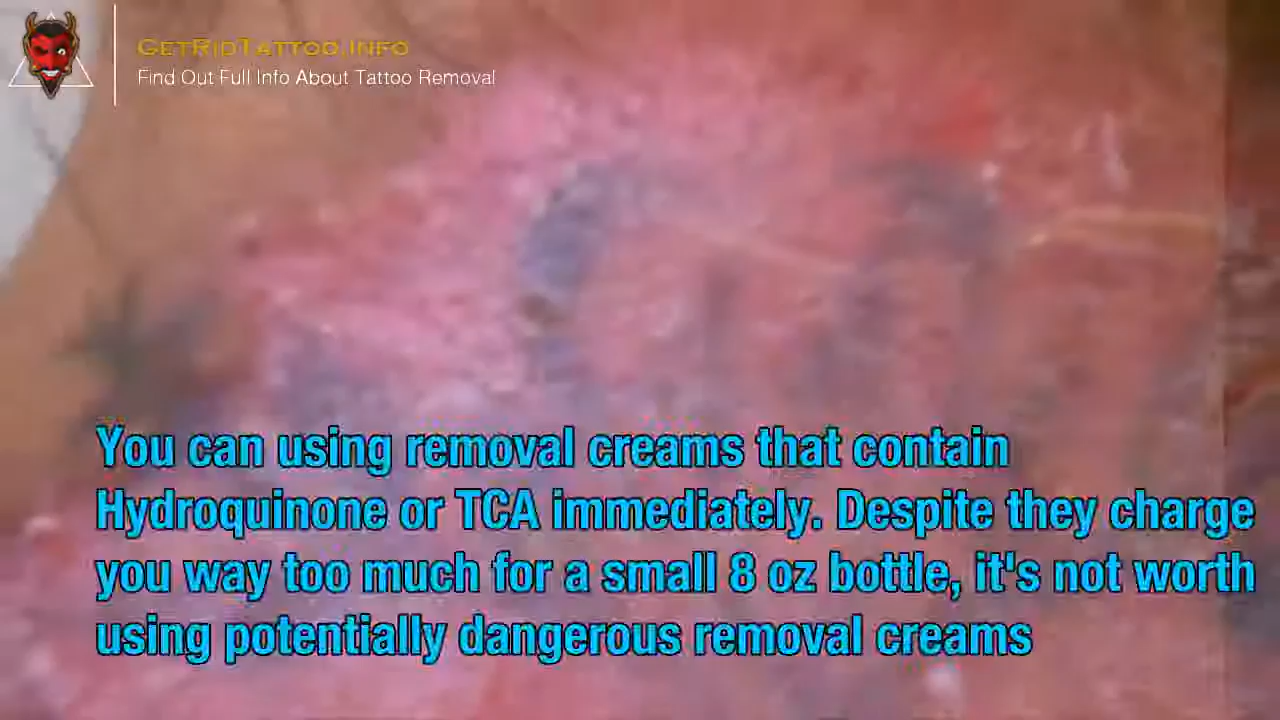 GetRidTattoo.Info
Find Out Full Info About Tattoo Removal
You can using removal creams that contain
Hydroquinone or TCA immediately. Despite they charge
you way too much for a small 8 oz bottle, it's not worth
using potentially dangerous removal creams